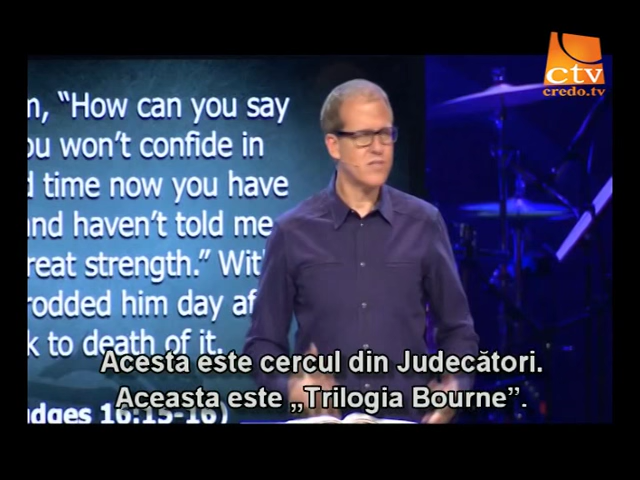 ctv
credo.tv
m, “How can you say
ou won’t confide in
d time now you have
and haven’t told me
reat strength.” Wit
rodded him day af
k to death of it.
Acesta este cercul din Judecători.
Aceasta este „Trilogia Bourne”.
udges 16:15-16)